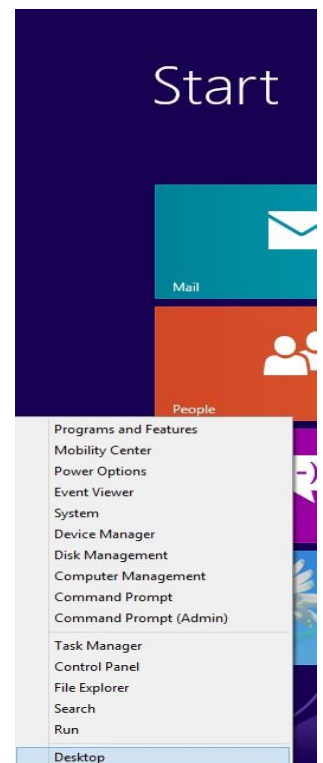 Start
Mail
People
Programs and Features
Mobility Center
Power Options
Event Viewer
System
Device Manager
Disk Management
Computer Management
Command Prompt
Command Prompt (Admin)
Task Manager
Control Panel
File Explorer
Search
Run
Desktop